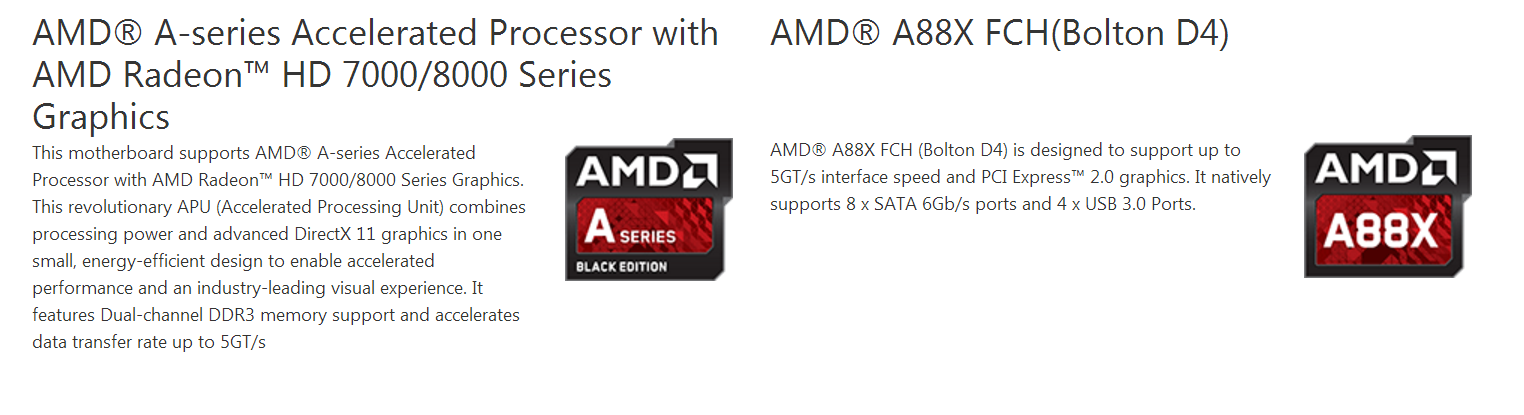 AMD® A-series Accelerated Processor with
AMD Radeon™ HD 7000/8000 Series
Graphics
This motherboard supports AMD® A-series Accelerated
Processor with AMD Radeon™ HD 7000/8000 Series Graphics.
This revolutionary APU (Accelerated Processing Unit) combines
processing power and advanced DirectX 11 graphics in one
small, energy-efficient design to enable accelerated
performance and an industry-leading visual experience. It
features Dual-channel DDR3 memory support and accelerates
data transfer rate up to 5GT/s
AMD
A SERIES
BLACK EDITION
AMD® A88X FCH(Bolton D4)
AMD® A88X FCH (Bolton D4) is designed to support up to
5GT/s interface speed and PCI Express™ 2.0 graphics. It natively
supports 8 x SATA 6Gb/s ports and 4 x USB 3.0 Ports.
AMD
A88X